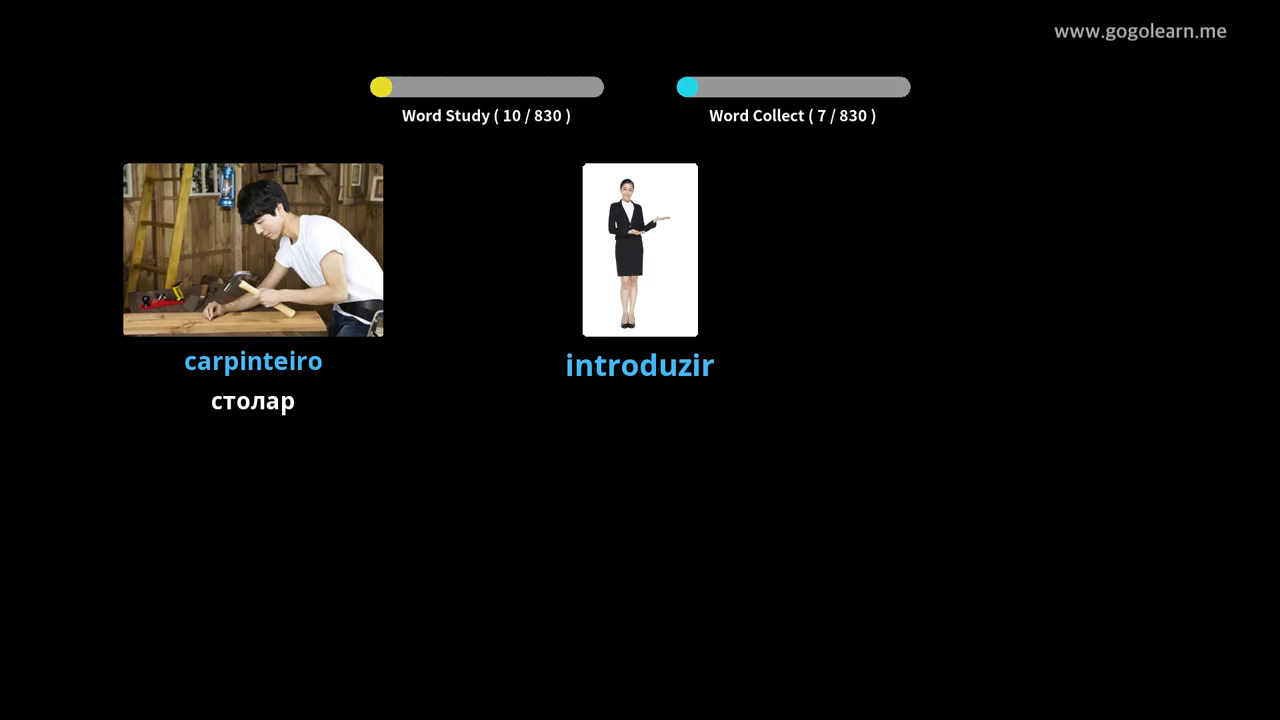 www.gogolearn.me
Word Study ( 10 / 830 )
Word Collect ( 7 / 830 )
carpinteiro
столар
introduzir